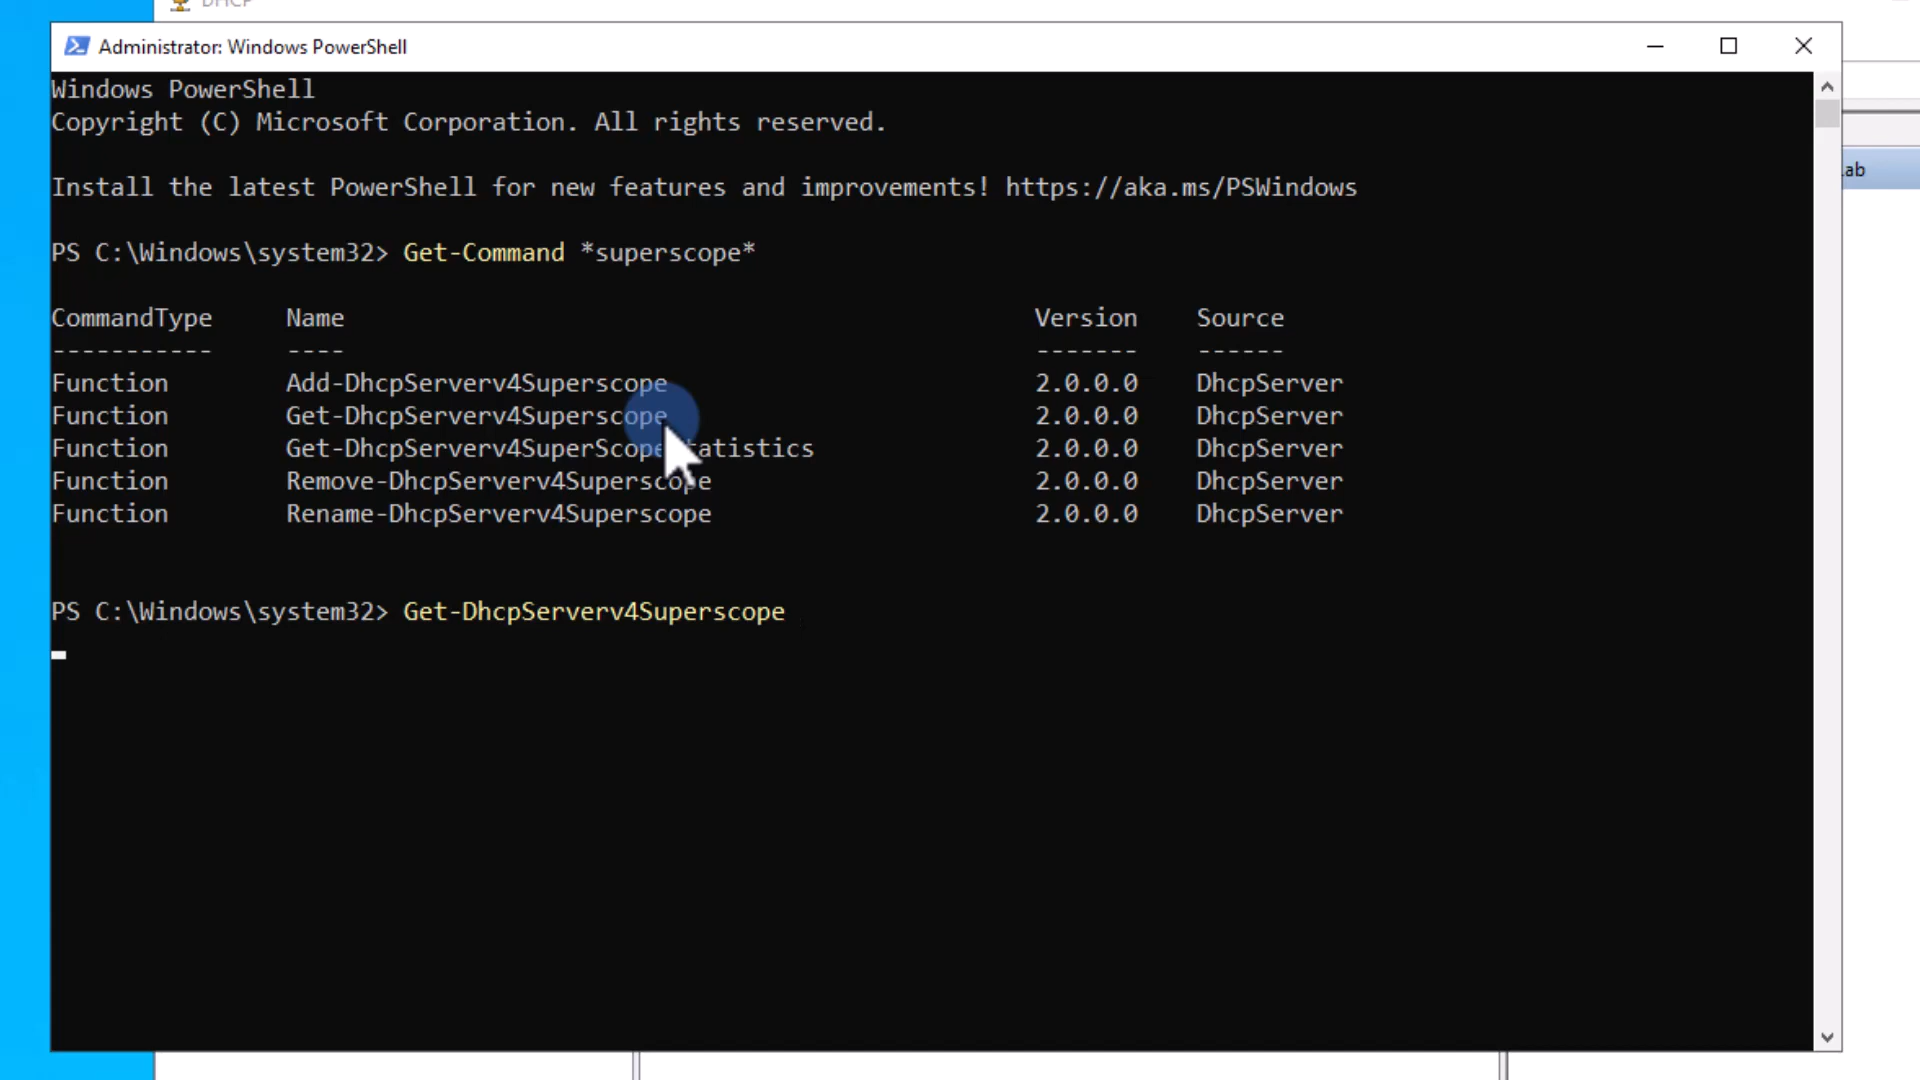 DHCP
Administrator: Windows PowerShell
Windows PowerShell
Copyright (C) Microsoft Corporation. All rights reserved.
Install the latest PowerShell for new features and improvements! https://aka.ms/PSWindows
PS C:\Windows\system32> Get-Command *superscope*
CommandType Name Version Source
----------- ---- ------- ------
Function Add-DhcpServerv4Superscope 2.0.0.0 DhcpServer
Function Get-DhcpServerv4Superscope 2.0.0.0 DhcpServer
Function Get-DhcpServerv4SuperScopeStatistics 2.0.0.0 DhcpServer
Function Remove-DhcpServerv4Superscope 2.0.0.0 DhcpServer
Function Rename-DhcpServerv4Superscope 2.0.0.0 DhcpServer
PS C:\Windows\system32> Get-DhcpServerv4Superscope